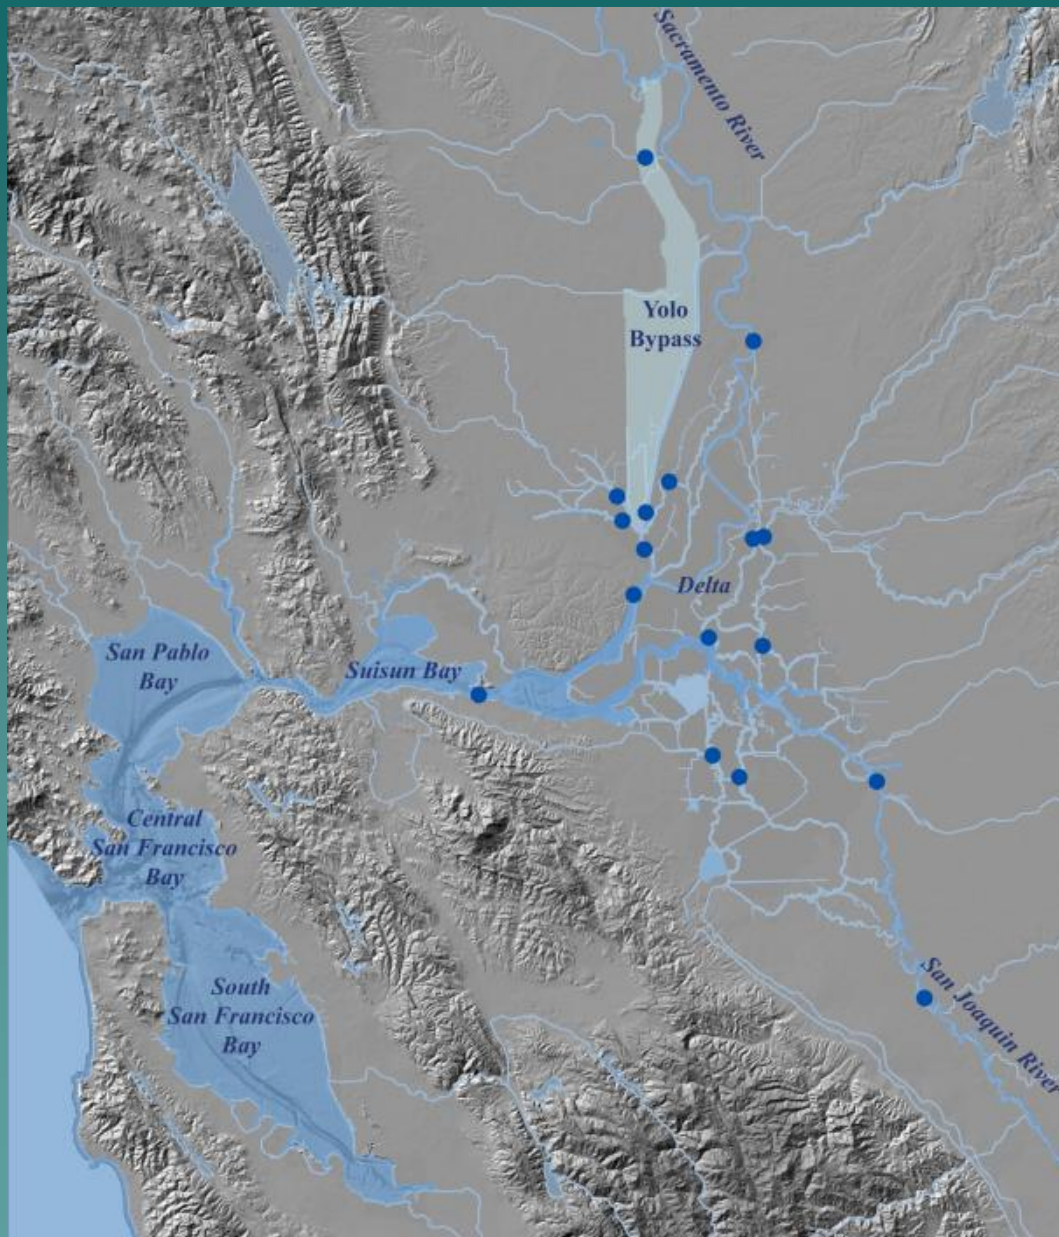 Sacramento River
Yolo
Bypass
Delta
San Pablo
Bay
Suisun Bay
Central
San Francisco
Bay
South
San Francisco
Bay
San Joaquin River